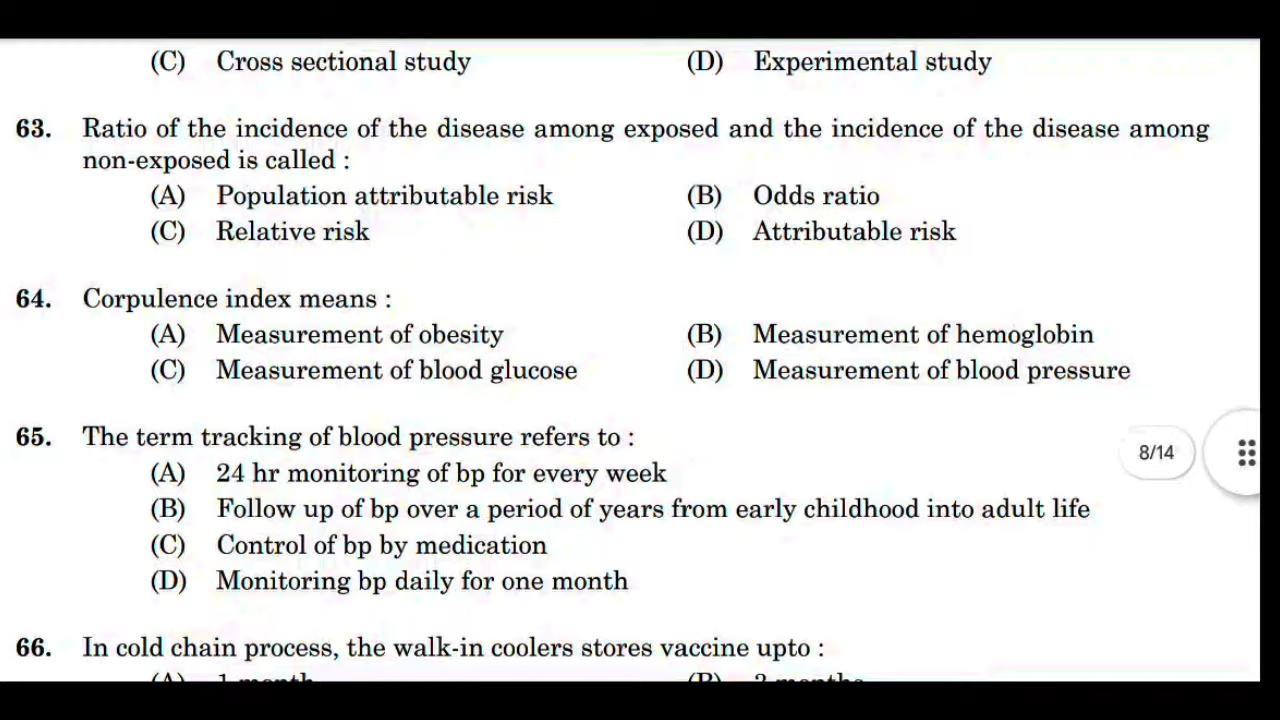 (C) Cross sectional study (D) Experimental study
63. Ratio of the incidence of the disease among exposed and the incidence of the disease among
non-exposed is called :
(A) Population attributable risk (B) Odds ratio
(C) Relative risk (D) Attributable risk
64. Corpulence index means :
(A) Measurement of obesity (B) Measurement of hemoglobin
(C) Measurement of blood glucose (D) Measurement of blood pressure
65. The term tracking of blood pressure refers to :
(A) 24 hr monitoring of bp for every week
8/14
(B) Follow up of bp over a period of years from early childhood into adult life
(C) Control of bp by medication
(D) Monitoring bp daily for one month
66. In cold chain process, the walk-in coolers stores vaccine upto :
(A) 1 month (B) months